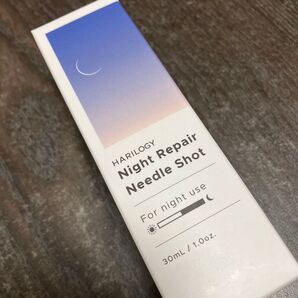 HARILOGY
Night Repair
Needle Shot
For night use
30mL / 1.0oz.